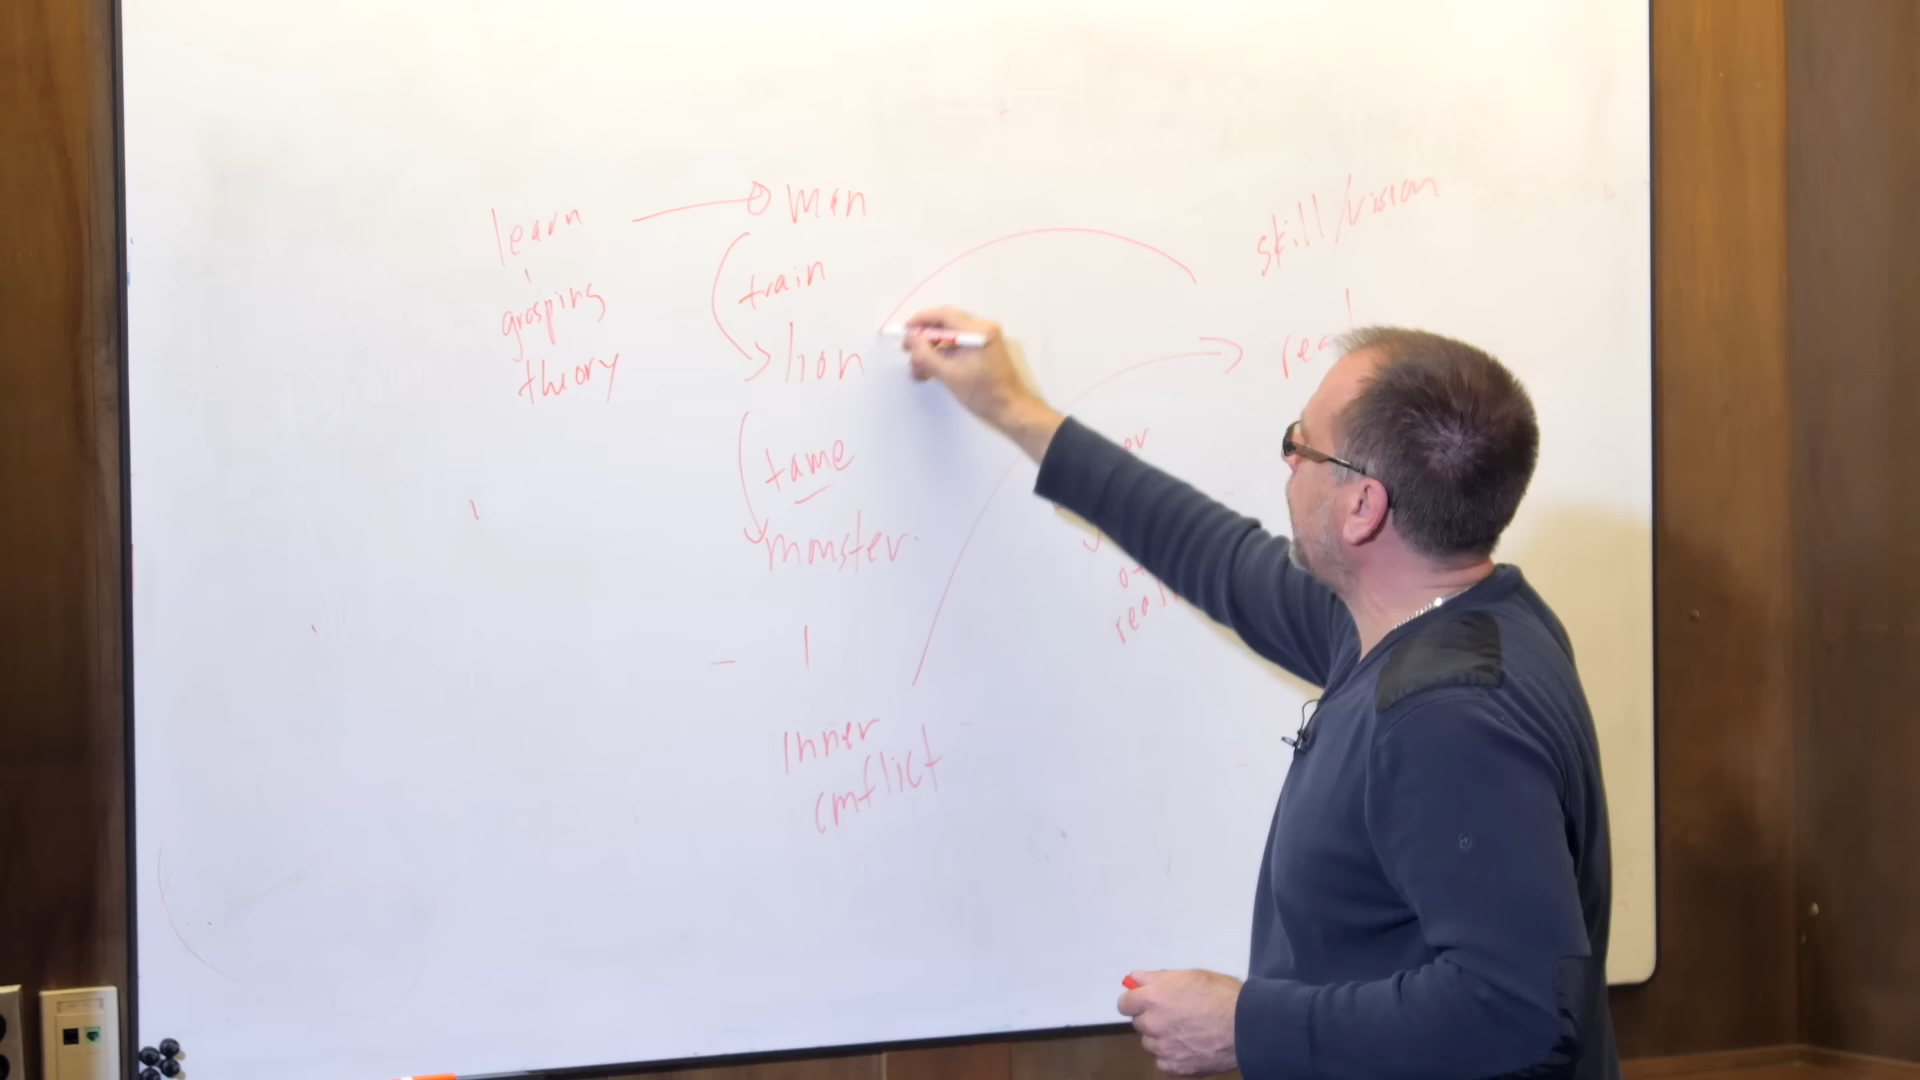 learn
grasping
theory
man
train
lion
tame
monster
inner
conflict
skill/vision